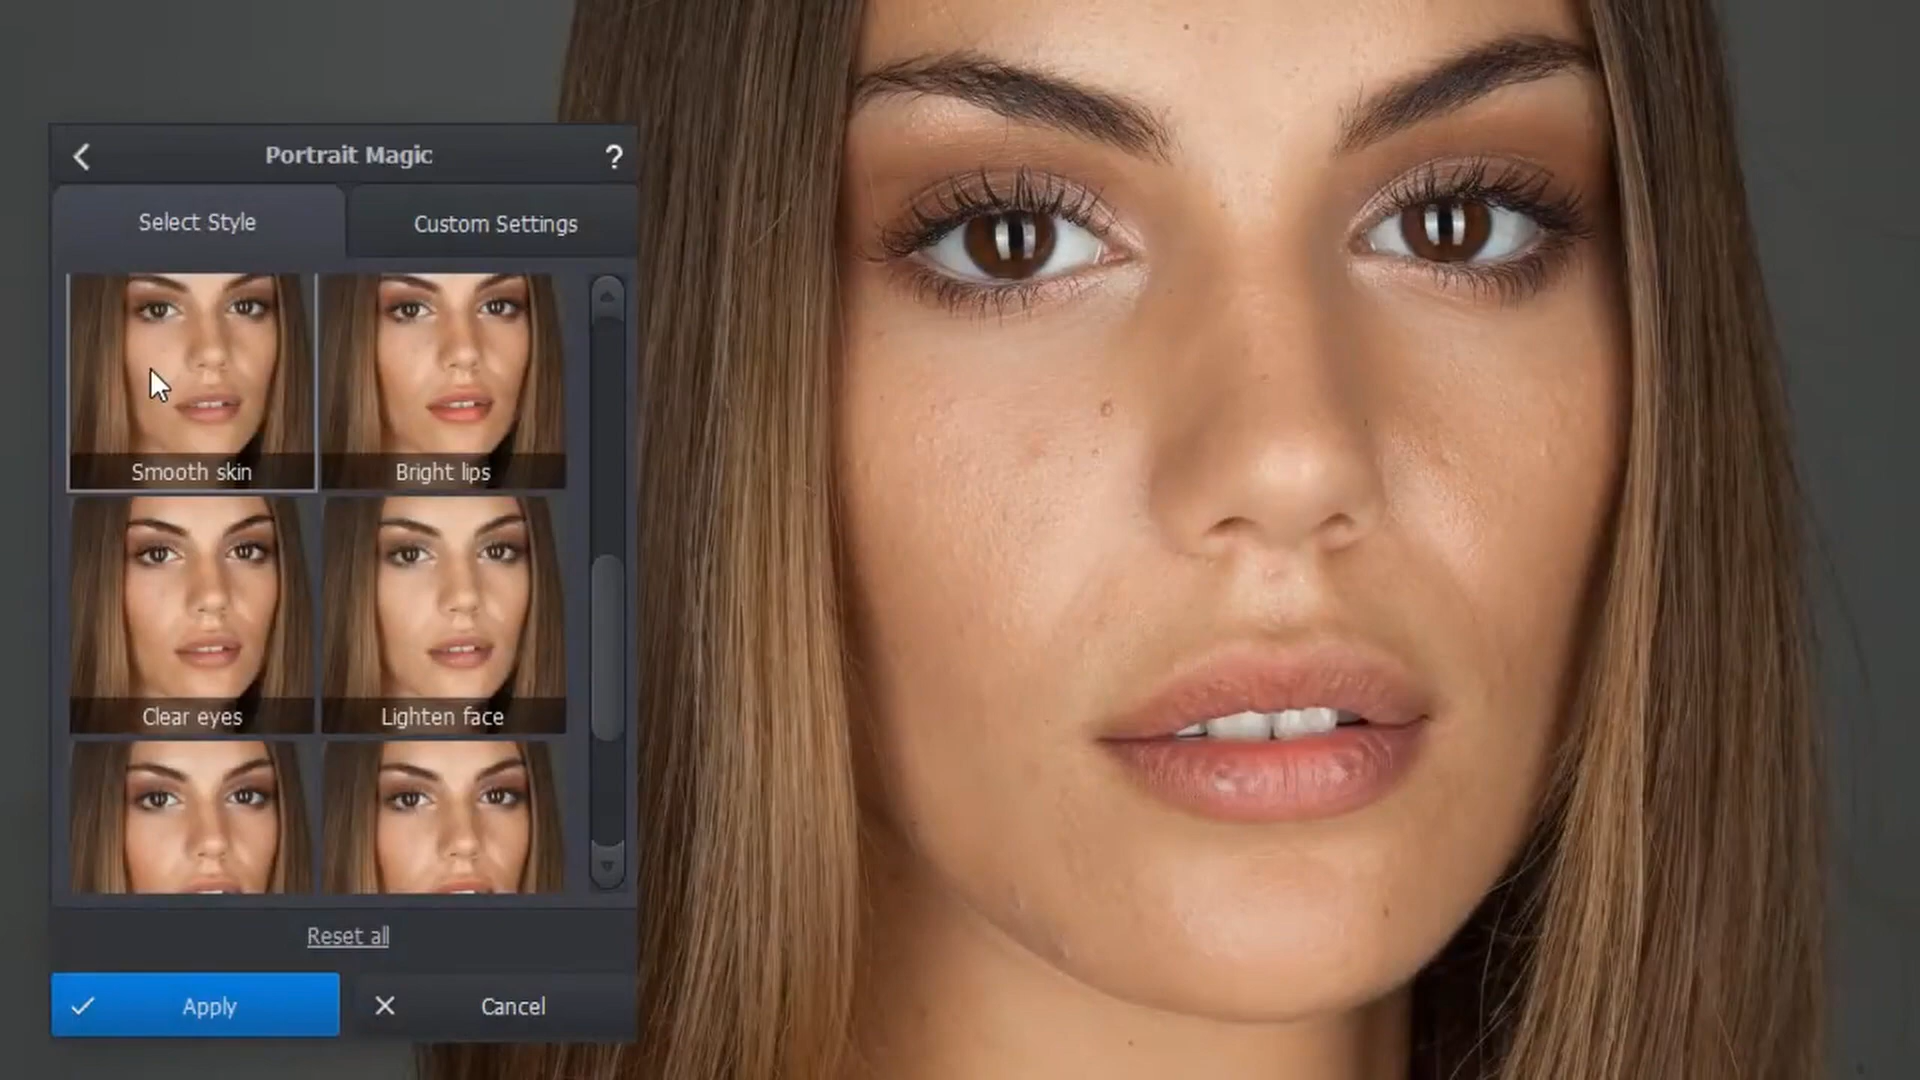 Portrait Magic
?
Select Style
Custom Settings
Smooth skin
Bright lips
Clear eyes
Lighten face
Reset all
Apply
Cancel